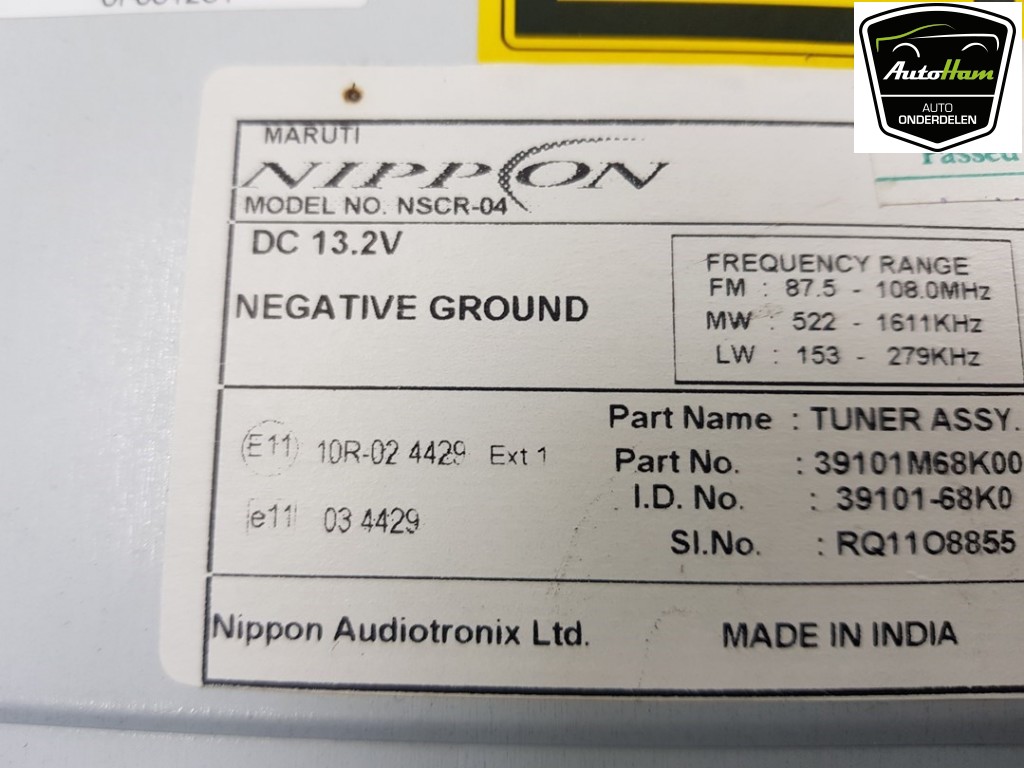 AutoHam
AUTO
ONDERDELEN
MARUTI
NIPPON
MODEL NO. NSCR-04
DC 13.2V
NEGATIVE GROUND
FREQUENCY RANGE
FM : 87.5 - 108.0MHz
MW : 522 - 1611KHz
LW : 153 - 279KHz
E11 10R-02 4429 Ext 1
e11 03 4429
Part Name : TUNER ASSY.
Part No. : 39101M68K00
I.D. No. : 39101-68K0
SI.No. : RQ11O8855
Nippon Audiotronix Ltd. MADE IN INDIA